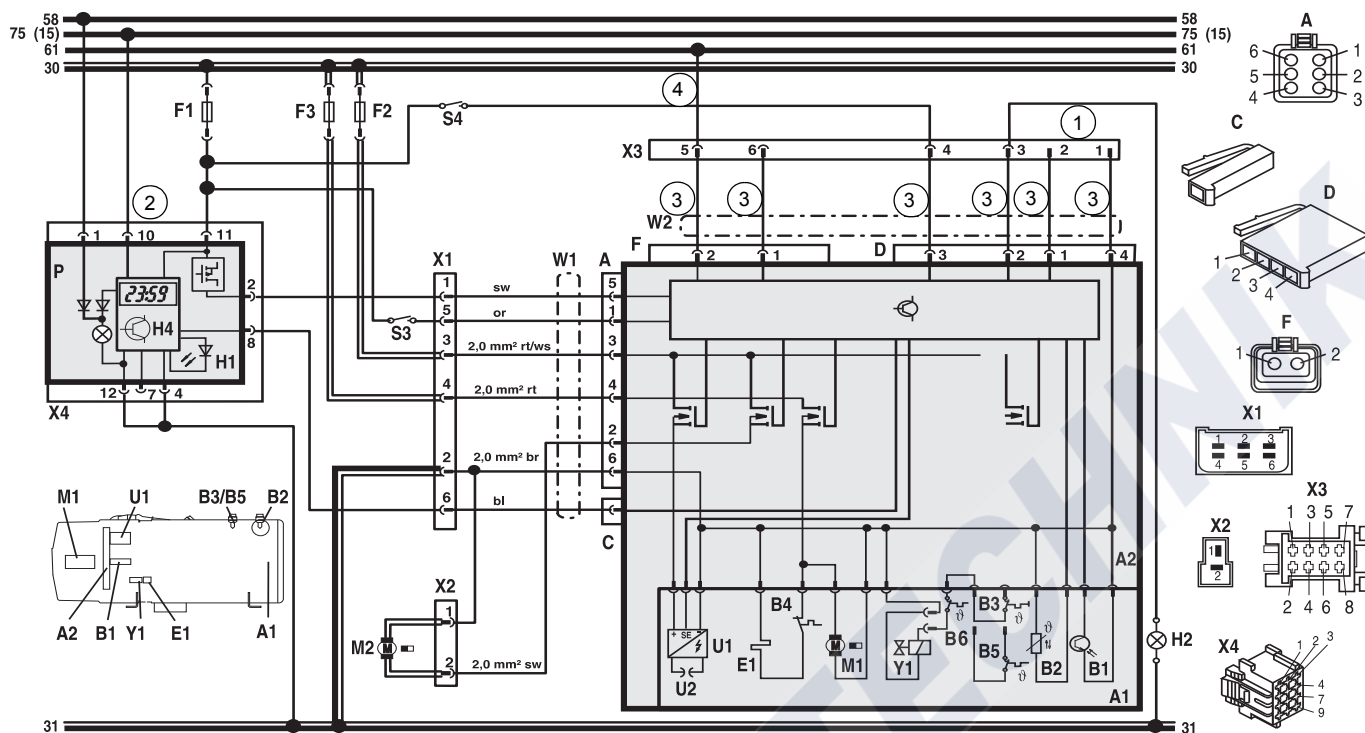 58 58 A
75 (15) 75 (15)
61 61
30 30
6 1
5 2
4 3
F1 F3 F2 S4 4 1
C
X3 5 6 4 3 2 1
2 3 3 3 3 3 3
D
W2
1 10 11 X1 W1 A F 2 1 D 3 2 1 4
1
2
3
4
P 1 sw 5
23:59 2
H4 5 S3 or 1
8
H1 3 2,0 mm² rt/ws 3
F
1 2
12 7 4 4 2,0 mm² rt 4
X4
X1
1 2 3
4 5 6
2
2 2,0 mm² br 6
6 bl
C
M1 U1 B3/B5 B2
X3
1 3 5 7
X2
1
2
2 4 6 8
A2 B1 Y1 E1 A1
X2 A2
1
M2
2 2,0 mm² sw
B4 B3
+ SE - U1 E1 M M1 Y1 B6 B5 B2 B1 H2
U2
ϑ ϑ ϑ ϑ
A1
X4
1 2 3
4
7
9
31 31
TECHNIK